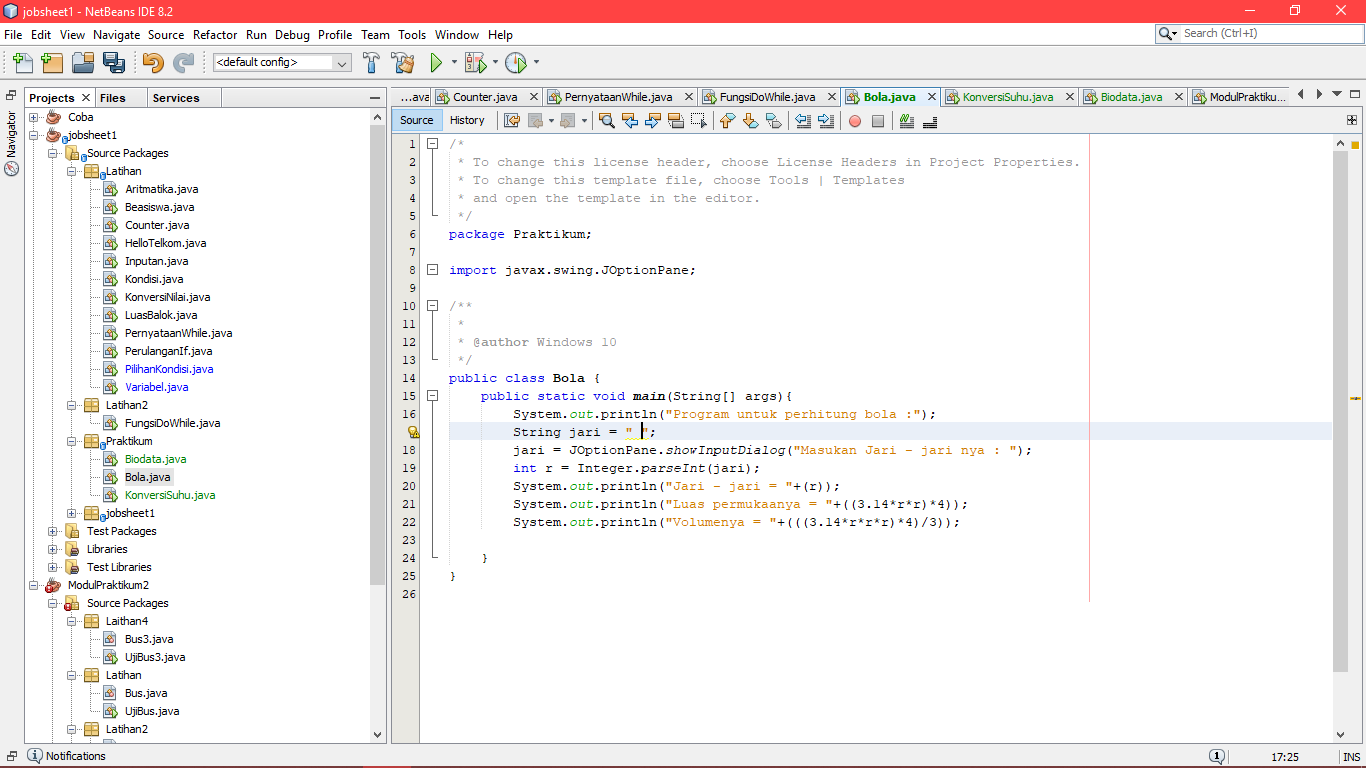 jobsheet1 - NetBeans IDE 8.2
File Edit View Navigate Source Refactor Run Debug Profile Team Tools Window Help
Search (Ctrl+I)
<default config>
Projects Files Services
Navigator
Coba
jobsheet1
Source Packages
Latihan
Aritmatika.java
Beasiswa.java
Counter.java
HelloTelkom.java
Inputan.java
Kondisi.java
KonversiNilai.java
LuasBalok.java
PernyataanWhile.java
PerulanganIf.java
PilihanKondisi.java
Variabel.java
Latihan2
FungsiDoWhile.java
Praktikum
Biodata.java
Bola.java
KonversiSuhu.java
jobsheet1
Test Packages
Libraries
Test Libraries
ModulPraktikum2
Source Packages
Laithan4
Bus3.java
UjiBus3.java
Latihan
Bus.java
UjiBus.java
Latihan2
...ava Counter.java PernyataanWhile.java FungsiDoWhile.java Bola.java KonversiSuhu.java Biodata.java ModulPraktiku...
Source History
1 /*
2 * To change this license header, choose License Headers in Project Properties.
3 * To change this template file, choose Tools | Templates
4 * and open the template in the editor.
5 */
6 package Praktikum;
7
8 import javax.swing.JOptionPane;
9
10 /**
11 *
12 * @author Windows 10
13 */
14 public class Bola {
15 public static void main(String[] args){
16 System.out.println("Program untuk perhitung bola :");
String jari = " ";
18 jari = JOptionPane.showInputDialog("Masukan Jari - jari nya : ");
19 int r = Integer.parseInt(jari);
20 System.out.println("Jari - jari = "+(r));
21 System.out.println("Luas permukaanya = "+((3.14*r*r)*4));
22 System.out.println("Volumenya = "+(((3.14*r*r*r)*4)/3));
23
24 }
25 }
26
Notifications
1
17:25 INS